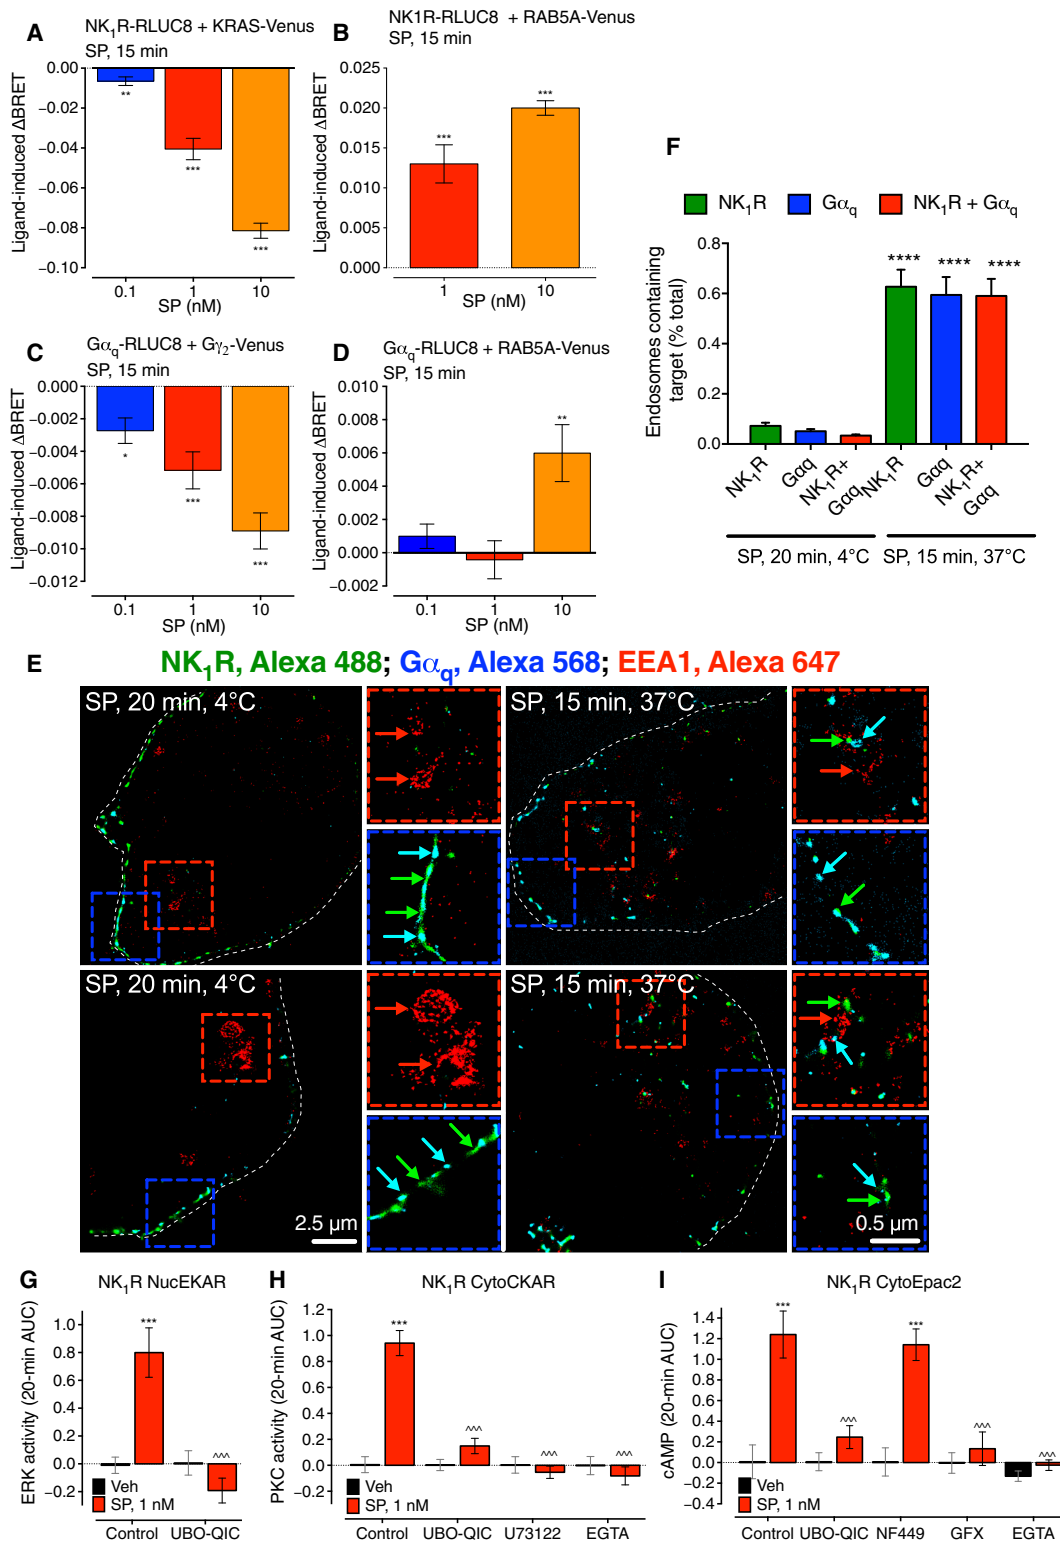 A
NK1R-RLUC8 + KRAS-Venus
SP, 15 min
Ligand-induced ΔBRET
0.00
−0.02
−0.04
−0.06
−0.08
−0.10
**
***
***
0.1 1 10
SP (nM)
B
NK1R-RLUC8 + RAB5A-Venus
SP, 15 min
Ligand-induced ΔBRET
0.025
0.020
0.015
0.010
0.005
0.000
***
***
1 10
SP (nM)
C
Gαq-RLUC8 + Gγ2-Venus
SP, 15 min
Ligand-induced ΔBRET
0.000
−0.002
−0.004
−0.006
−0.008
−0.010
−0.012
*
***
***
0.1 1 10
SP (nM)
D
Gαq-RLUC8 + RAB5A-Venus
SP, 15 min
Ligand-induced ΔBRET
0.010
0.008
0.006
0.004
0.002
0.000
−0.002
**
0.1 1 10
SP (nM)
F
NK1R Gαq NK1R + Gαq
Endosomes containing
target (% total)
0.8
0.6
0.4
0.2
0.0
**** **** ****
NK1R Gαq NK1R+ Gαq NK1R Gαq NK1R+ Gαq
SP, 20 min, 4°C SP, 15 min, 37°C
E
NK1R, Alexa 488; Gαq, Alexa 568; EEA1, Alexa 647
SP, 20 min, 4°C
SP, 15 min, 37°C
SP, 20 min, 4°C
SP, 15 min, 37°C
2.5 µm
0.5 µm
G
NK1R NucEKAR
ERK activity (20-min AUC)
1.0
0.8
0.6
0.4
0.2
0.0
−0.2
***
^^^
Veh
SP, 1 nM
Control UBO-QIC
H
NK1R CytoCKAR
PKC activity (20-min AUC)
1.2
1.0
0.8
0.6
0.4
0.2
0.0
−0.2
***
^^^
^^^
^^^
Veh
SP, 1 nM
Control UBO-QIC U73122 EGTA
I
NK1R CytoEpac2
cAMP (20-min AUC)
1.4
1.2
1.0
0.8
0.6
0.4
0.2
0.0
−0.2
−0.4
***
^^^
***
^^^
^^^
Veh
SP, 1 nM
Control UBO-QIC NF449 GFX EGTA